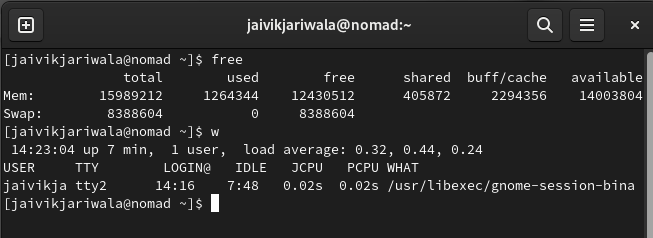 jaivikjariwala@nomad:~
[jaivikjariwala@nomad ~]$ free
total used free shared buff/cache available
Mem: 15989212 1264344 12430512 405872 2294356 14003804
Swap: 8388604 0 8388604
[jaivikjariwala@nomad ~]$ w
14:23:04 up 7 min, 1 user, load average: 0.32, 0.44, 0.24
USER TTY LOGIN@ IDLE JCPU PCPU WHAT
jaivikja tty2 14:16 7:48 0.02s 0.02s /usr/libexec/gnome-session-bina
[jaivikjariwala@nomad ~]$